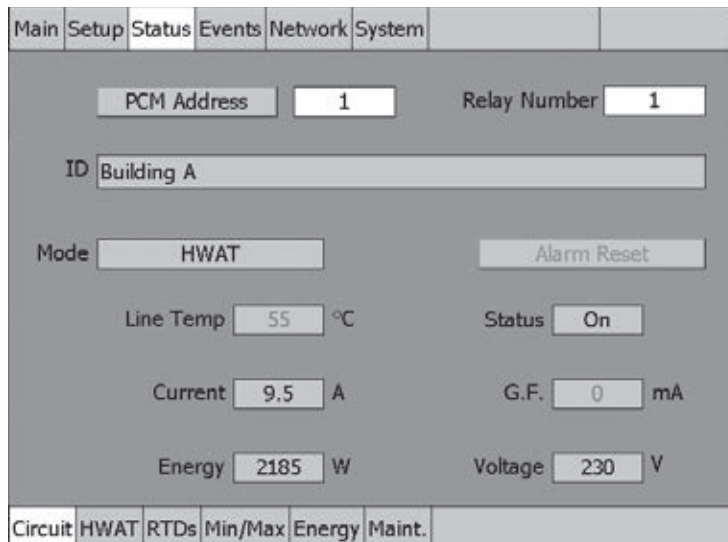 Main Setup Status Events Network System
PCM Address 1 Relay Number 1
ID Building A
Mode HWAT Alarm Reset
Line Temp 55 °C Status On
Current 9.5 A G.F. 0 mA
Energy 2185 W Voltage 230 V
Circuit HWAT RTDs Min/Max Energy Maint.